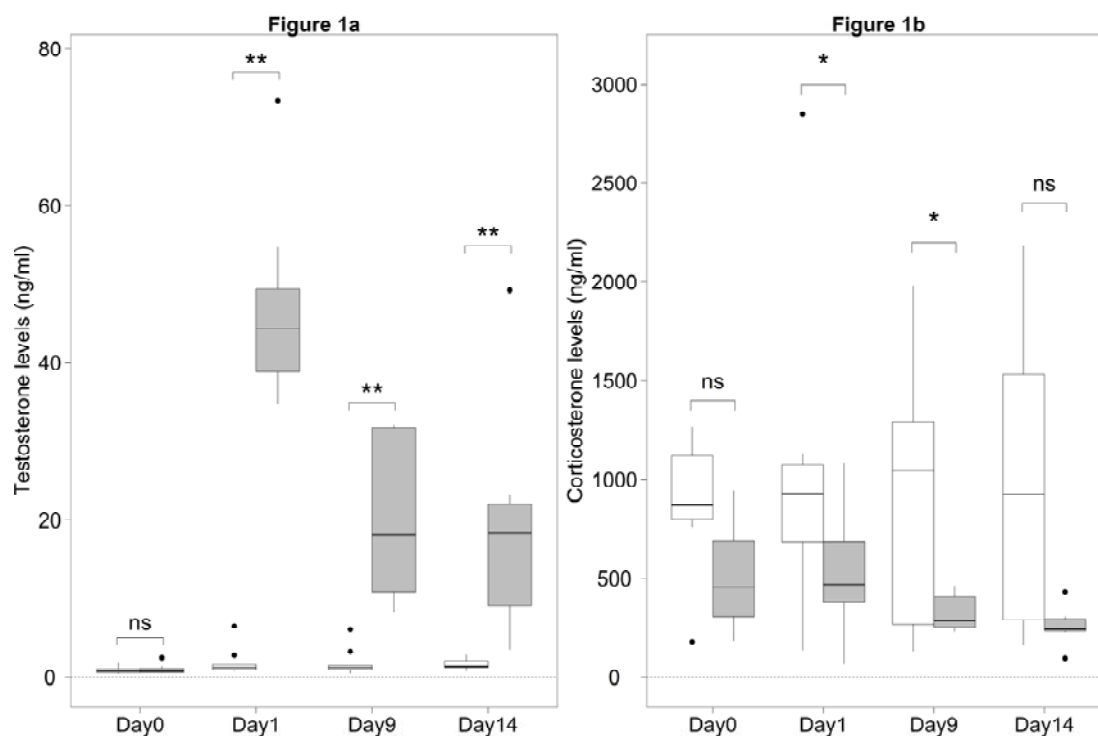 Figure 1a
Testosterone levels (ng/ml)
80
60
40
20
0
ns
**
**
**
Day0
Day1
Day9
Day14
Figure 1b
Corticosterone levels (ng/ml)
3000
2500
2000
1500
1000
500
0
ns
*
*
ns
Day0
Day1
Day9
Day14